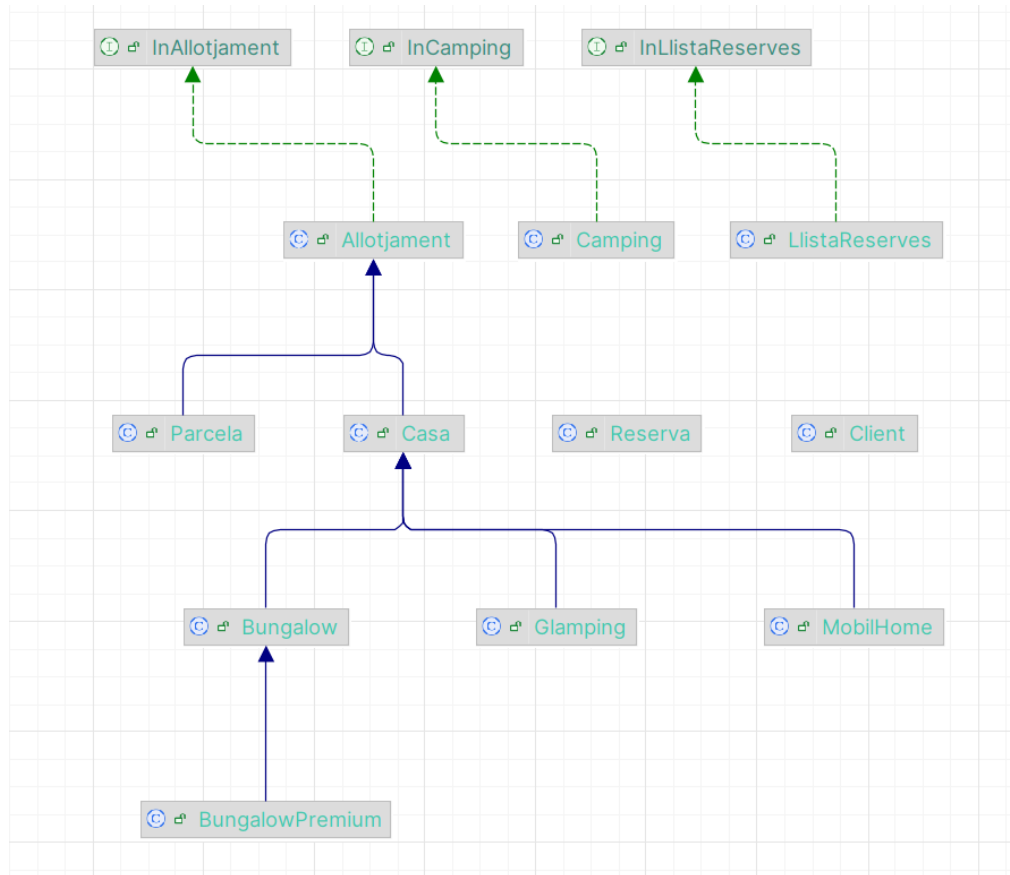 InAllotjament
InCamping
InLlistaReserves
Allotjament
Camping
LlistaReserves
Parcela
Casa
Reserva
Client
Bungalow
Glamping
MobilHome
BungalowPremium